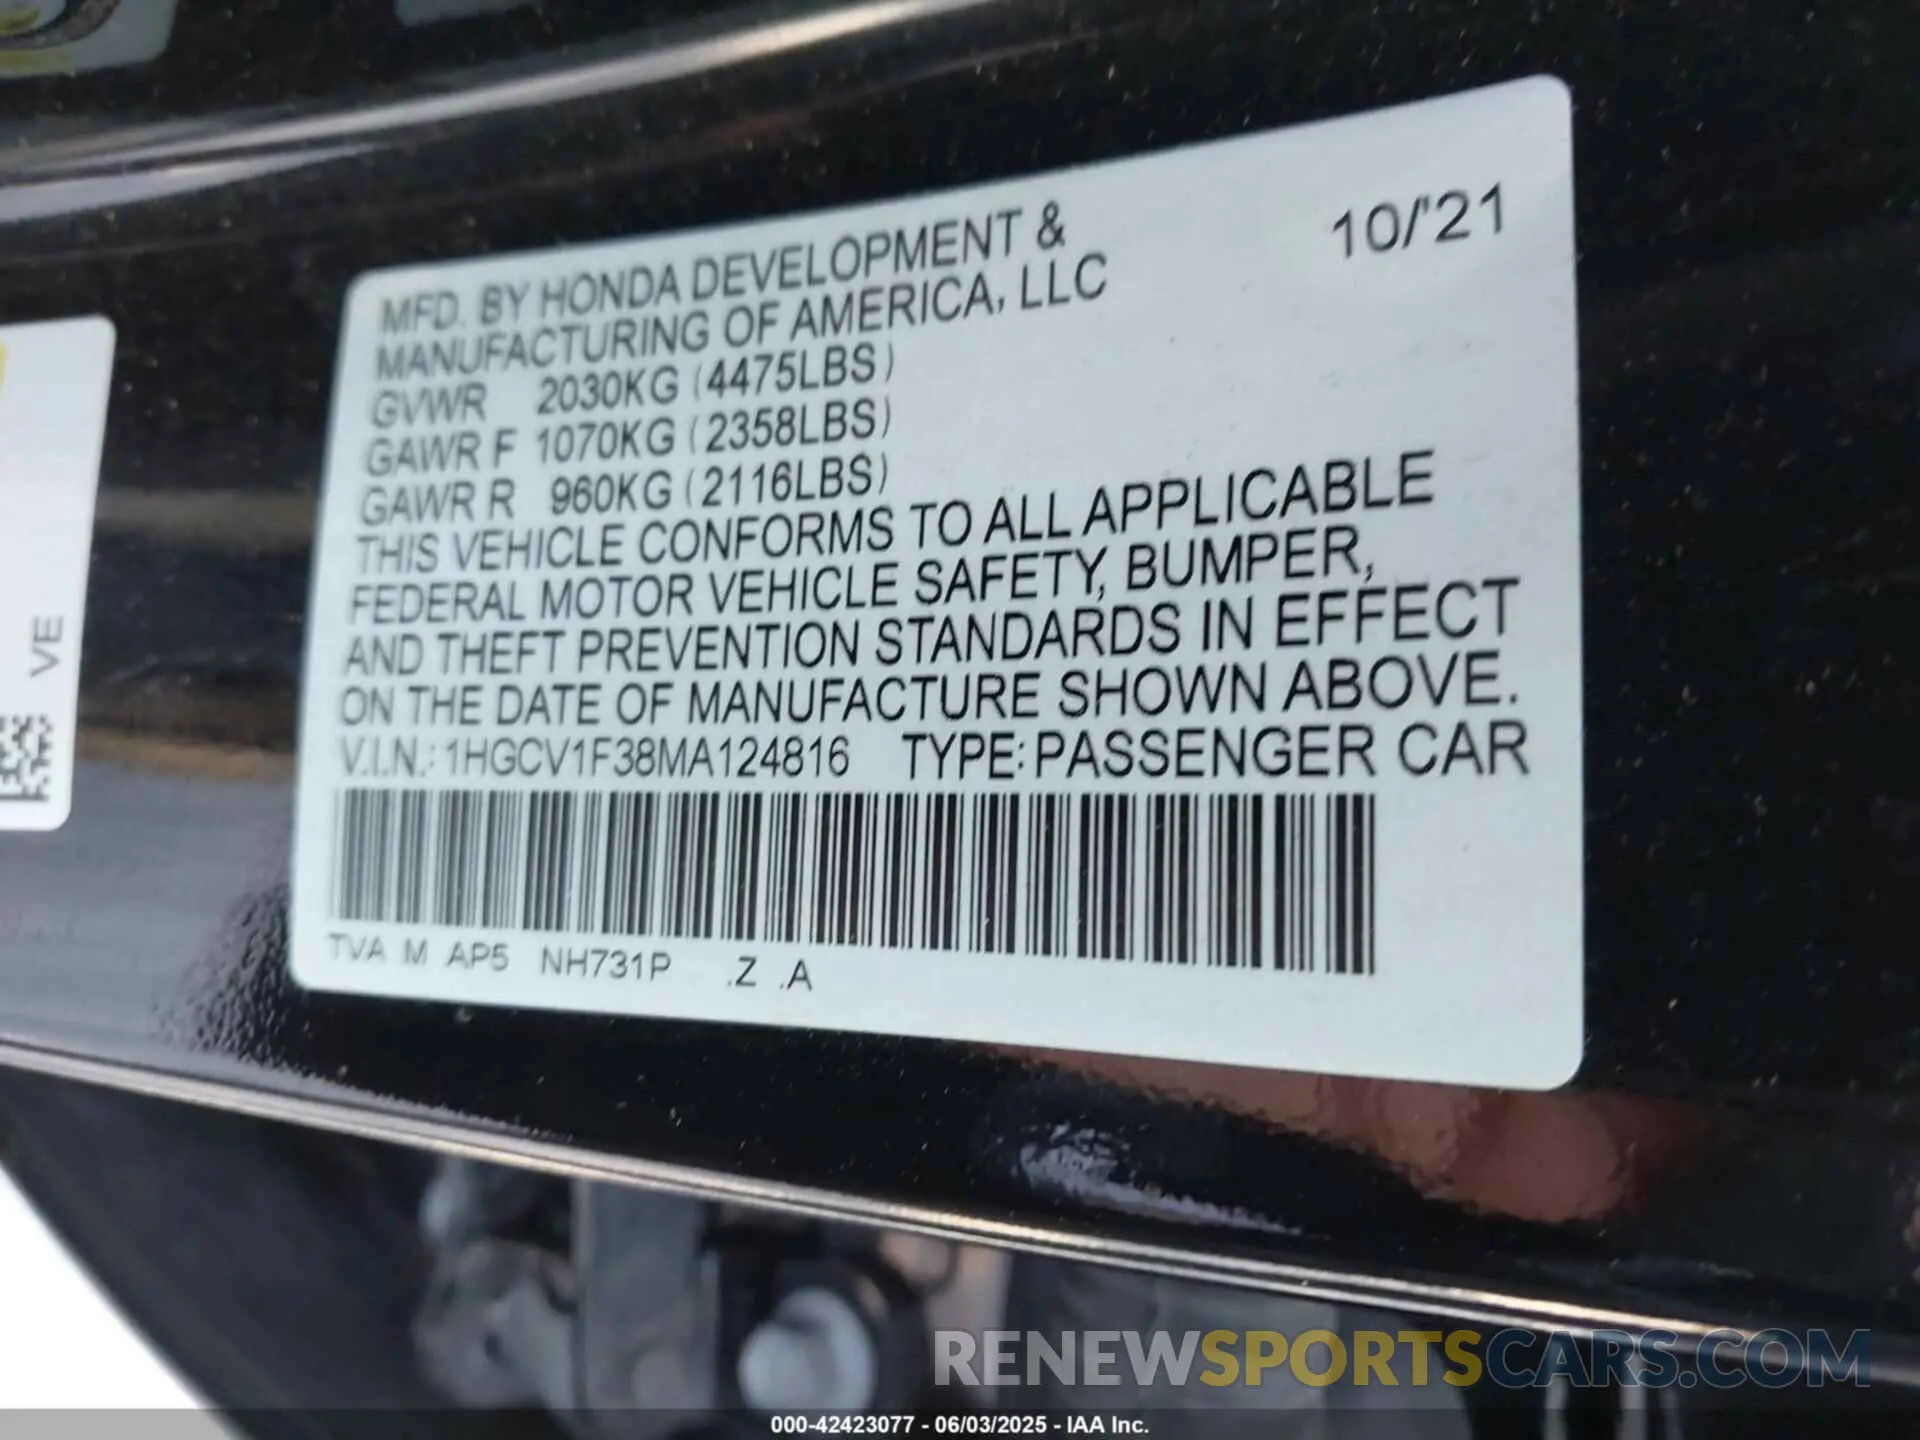 10/'21
MFD. BY HONDA DEVELOPMENT &
MANUFACTURING OF AMERICA, LLC
GVWR 2030KG (4475LBS)
GAWR F 1070KG (2358LBS)
GAWR R 960KG (2116LBS)
THIS VEHICLE CONFORMS TO ALL APPLICABLE
FEDERAL MOTOR VEHICLE SAFETY, BUMPER,
AND THEFT PREVENTION STANDARDS IN EFFECT
ON THE DATE OF MANUFACTURE SHOWN ABOVE.
V.I.N.: 1HGCV1F38MA124816 TYPE: PASSENGER CAR
TVA M AP5 NH731P .Z .A
VE
RENEWSPORTSCARS.COM
000-42423077 - 06/03/2025 - IAA Inc.